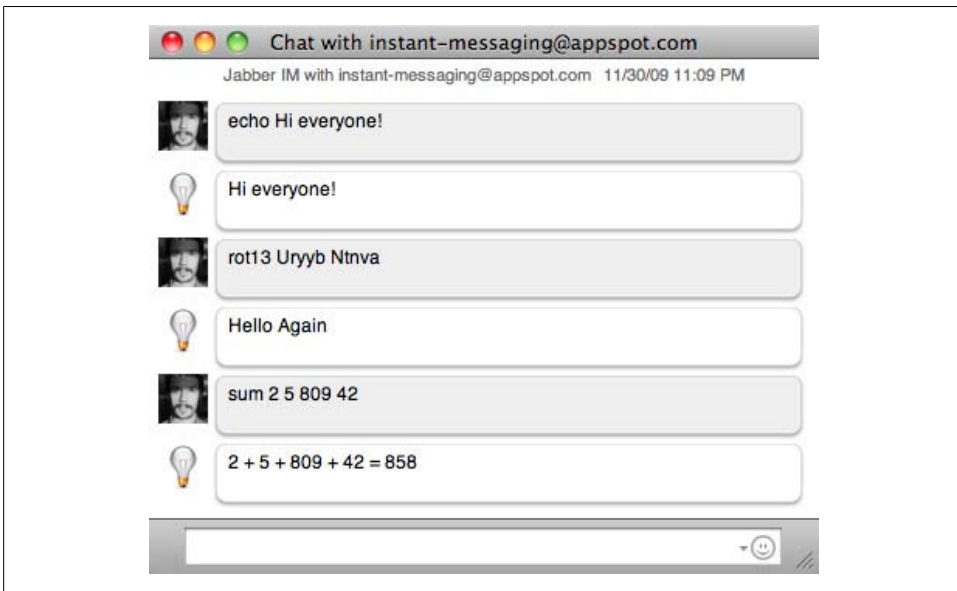 Chat with instant-messaging@appspot.com
Jabber IM with instant-messaging@appspot.com 11/30/09 11:09 PM
echo Hi everyone!
Hi everyone!
rot13 Uryyb Ntnva
Hello Again
sum 2 5 809 42
2 + 5 + 809 + 42 = 858